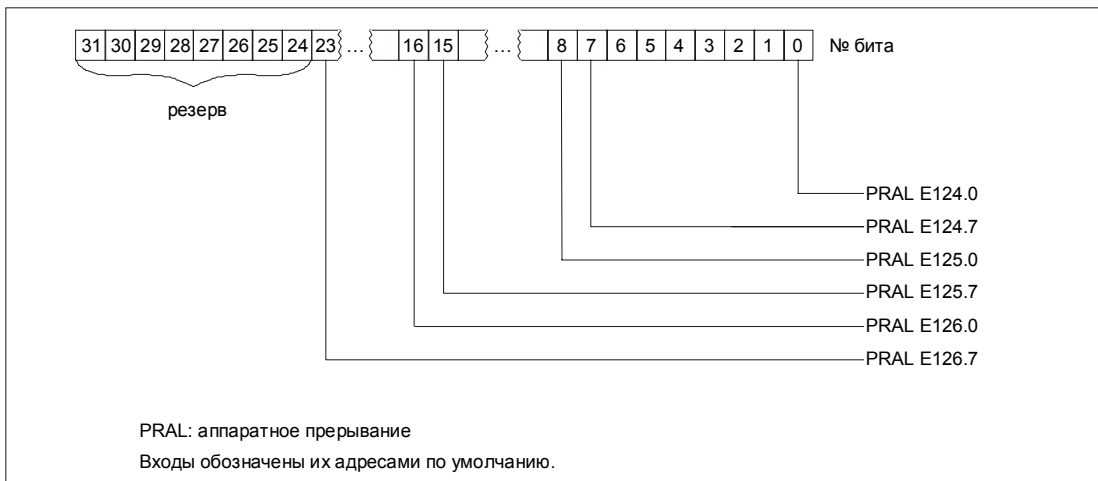 31 30 29 28 27 26 25 24 23 ... 16 15 ... 8 7 6 5 4 3 2 1 0 № бита
резерв
PRAL E124.0
PRAL E124.7
PRAL E125.0
PRAL E125.7
PRAL E126.0
PRAL E126.7
PRAL: аппаратное прерывание
Входы обозначены их адресами по умолчанию.